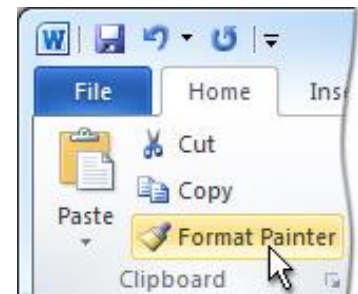 W
File Home Ins
Cut
Copy
Paste
Format Painter
Clipboard